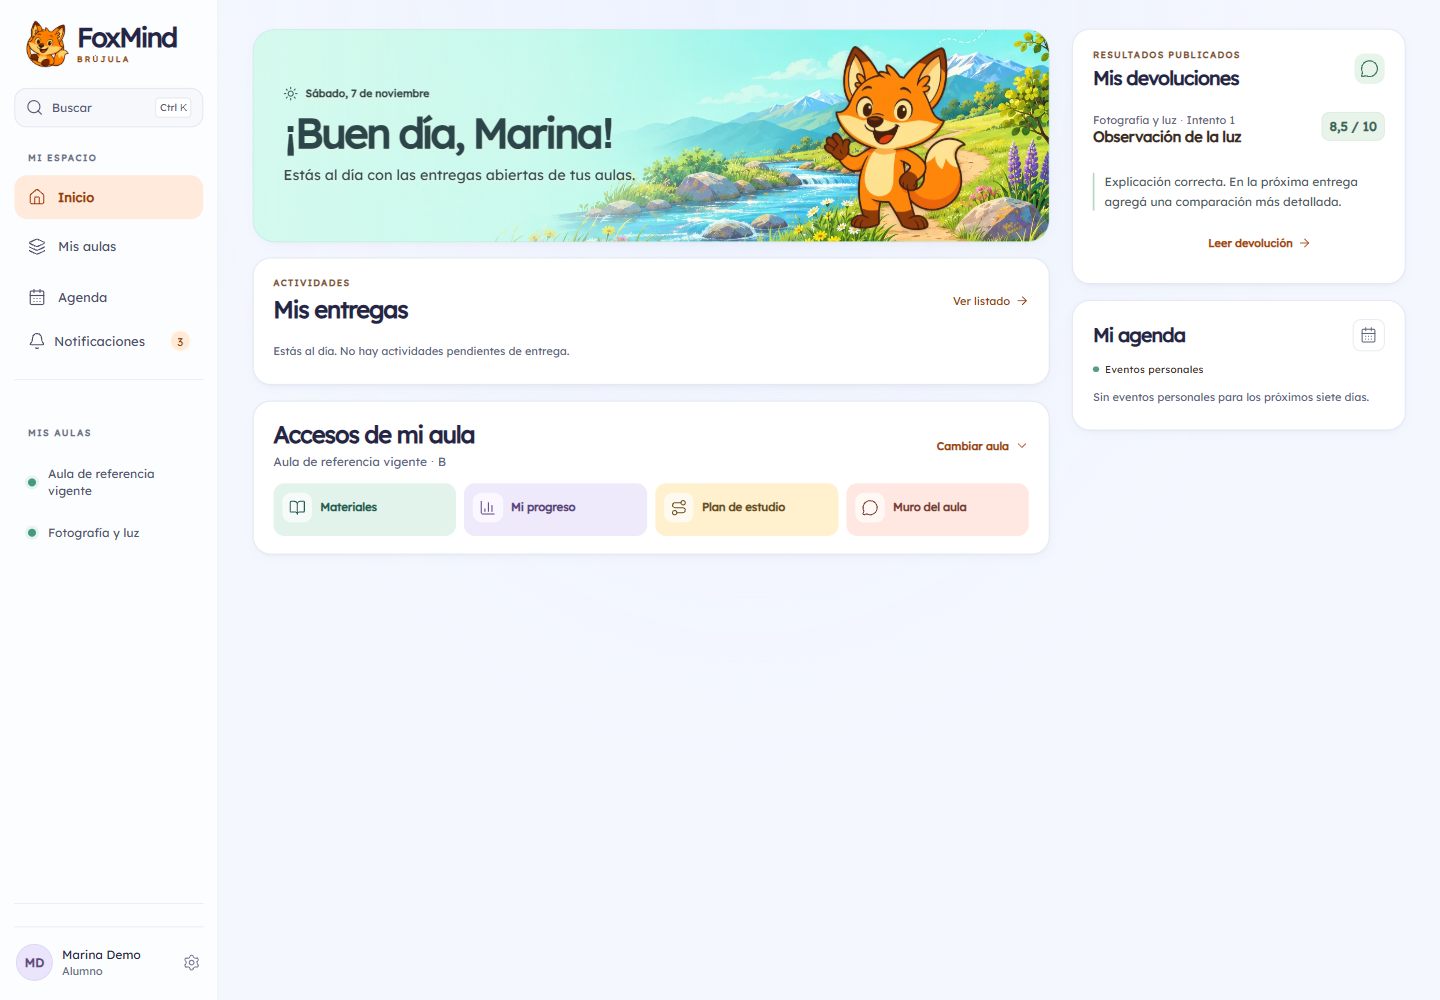 FoxMind
BRÚJULA
Buscar
Ctrl K
MI ESPACIO
Inicio
Mis aulas
Agenda
Notificaciones
3
MIS AULAS
Aula de referencia
vigente
Fotografía y luz
MD
Marina Demo
Alumno
Sábado, 7 de noviembre
¡Buen día, Marina!
Estás al día con las entregas abiertas de tus aulas.
ACTIVIDADES
Mis entregas
Ver listado
Estás al día. No hay actividades pendientes de entrega.
Accesos de mi aula
Aula de referencia vigente · B
Cambiar aula
Materiales
Mi progreso
Plan de estudio
Muro del aula
RESULTADOS PUBLICADOS
Mis devoluciones
Fotografía y luz · Intento 1
Observación de la luz
8,5 / 10
Explicación correcta. En la próxima entrega
agregá una comparación más detallada.
Leer devolución
Mi agenda
Eventos personales
Sin eventos personales para los próximos siete días.